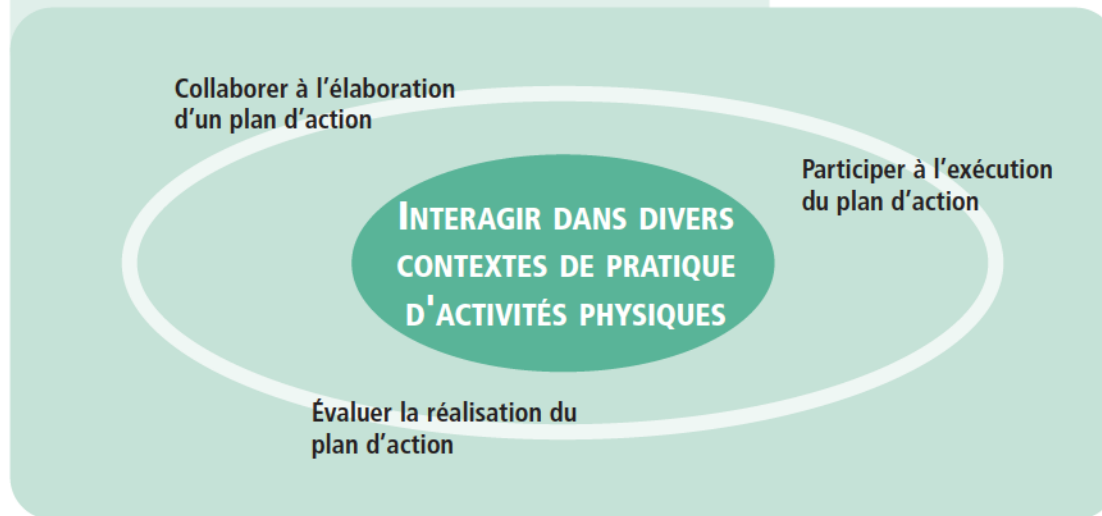 Collaborer à l’élaboration
d’un plan d’action
Participer à l’exécution
du plan d’action
INTERAGIR DANS DIVERS
CONTEXTES DE PRATIQUE
D'ACTIVITÉS PHYSIQUES
Évaluer la réalisation du
plan d’action